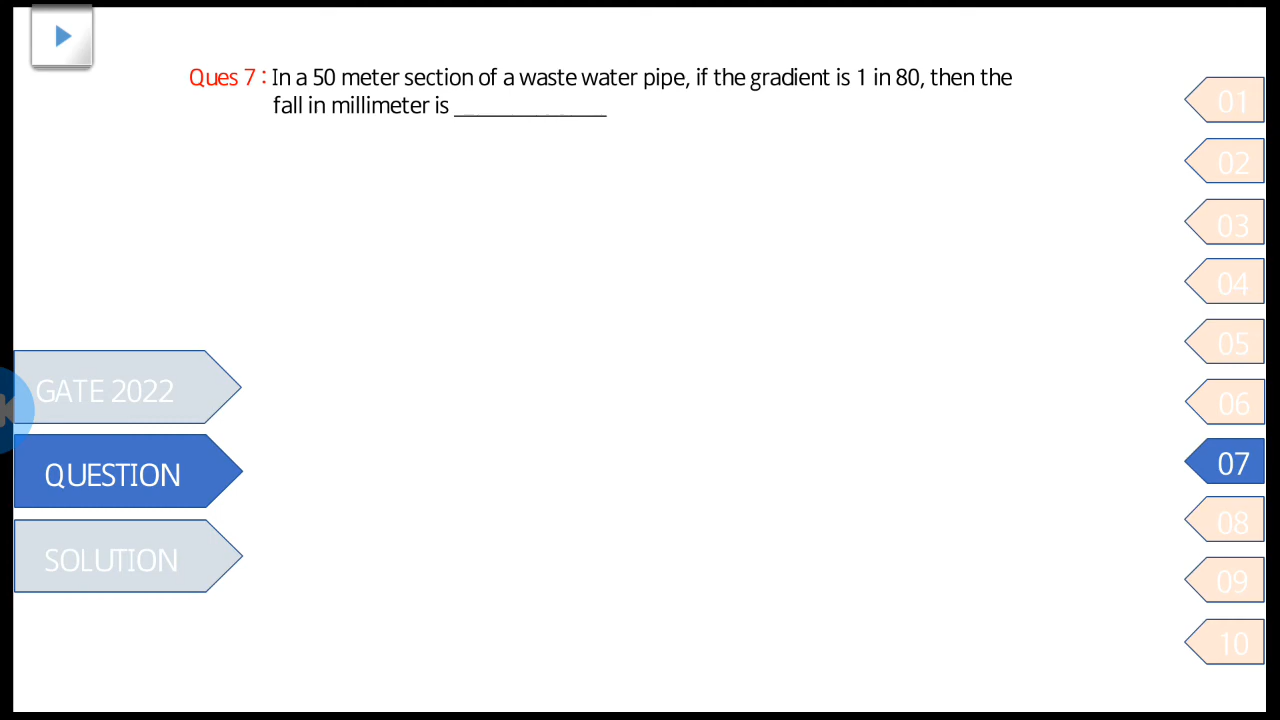 Ques 7 : In a 50 meter section of a waste water pipe, if the gradient is 1 in 80, then the
fall in millimeter is _____________
01
02
03
04
05
06
07
08
09
10
GATE 2022
QUESTION
SOLUTION